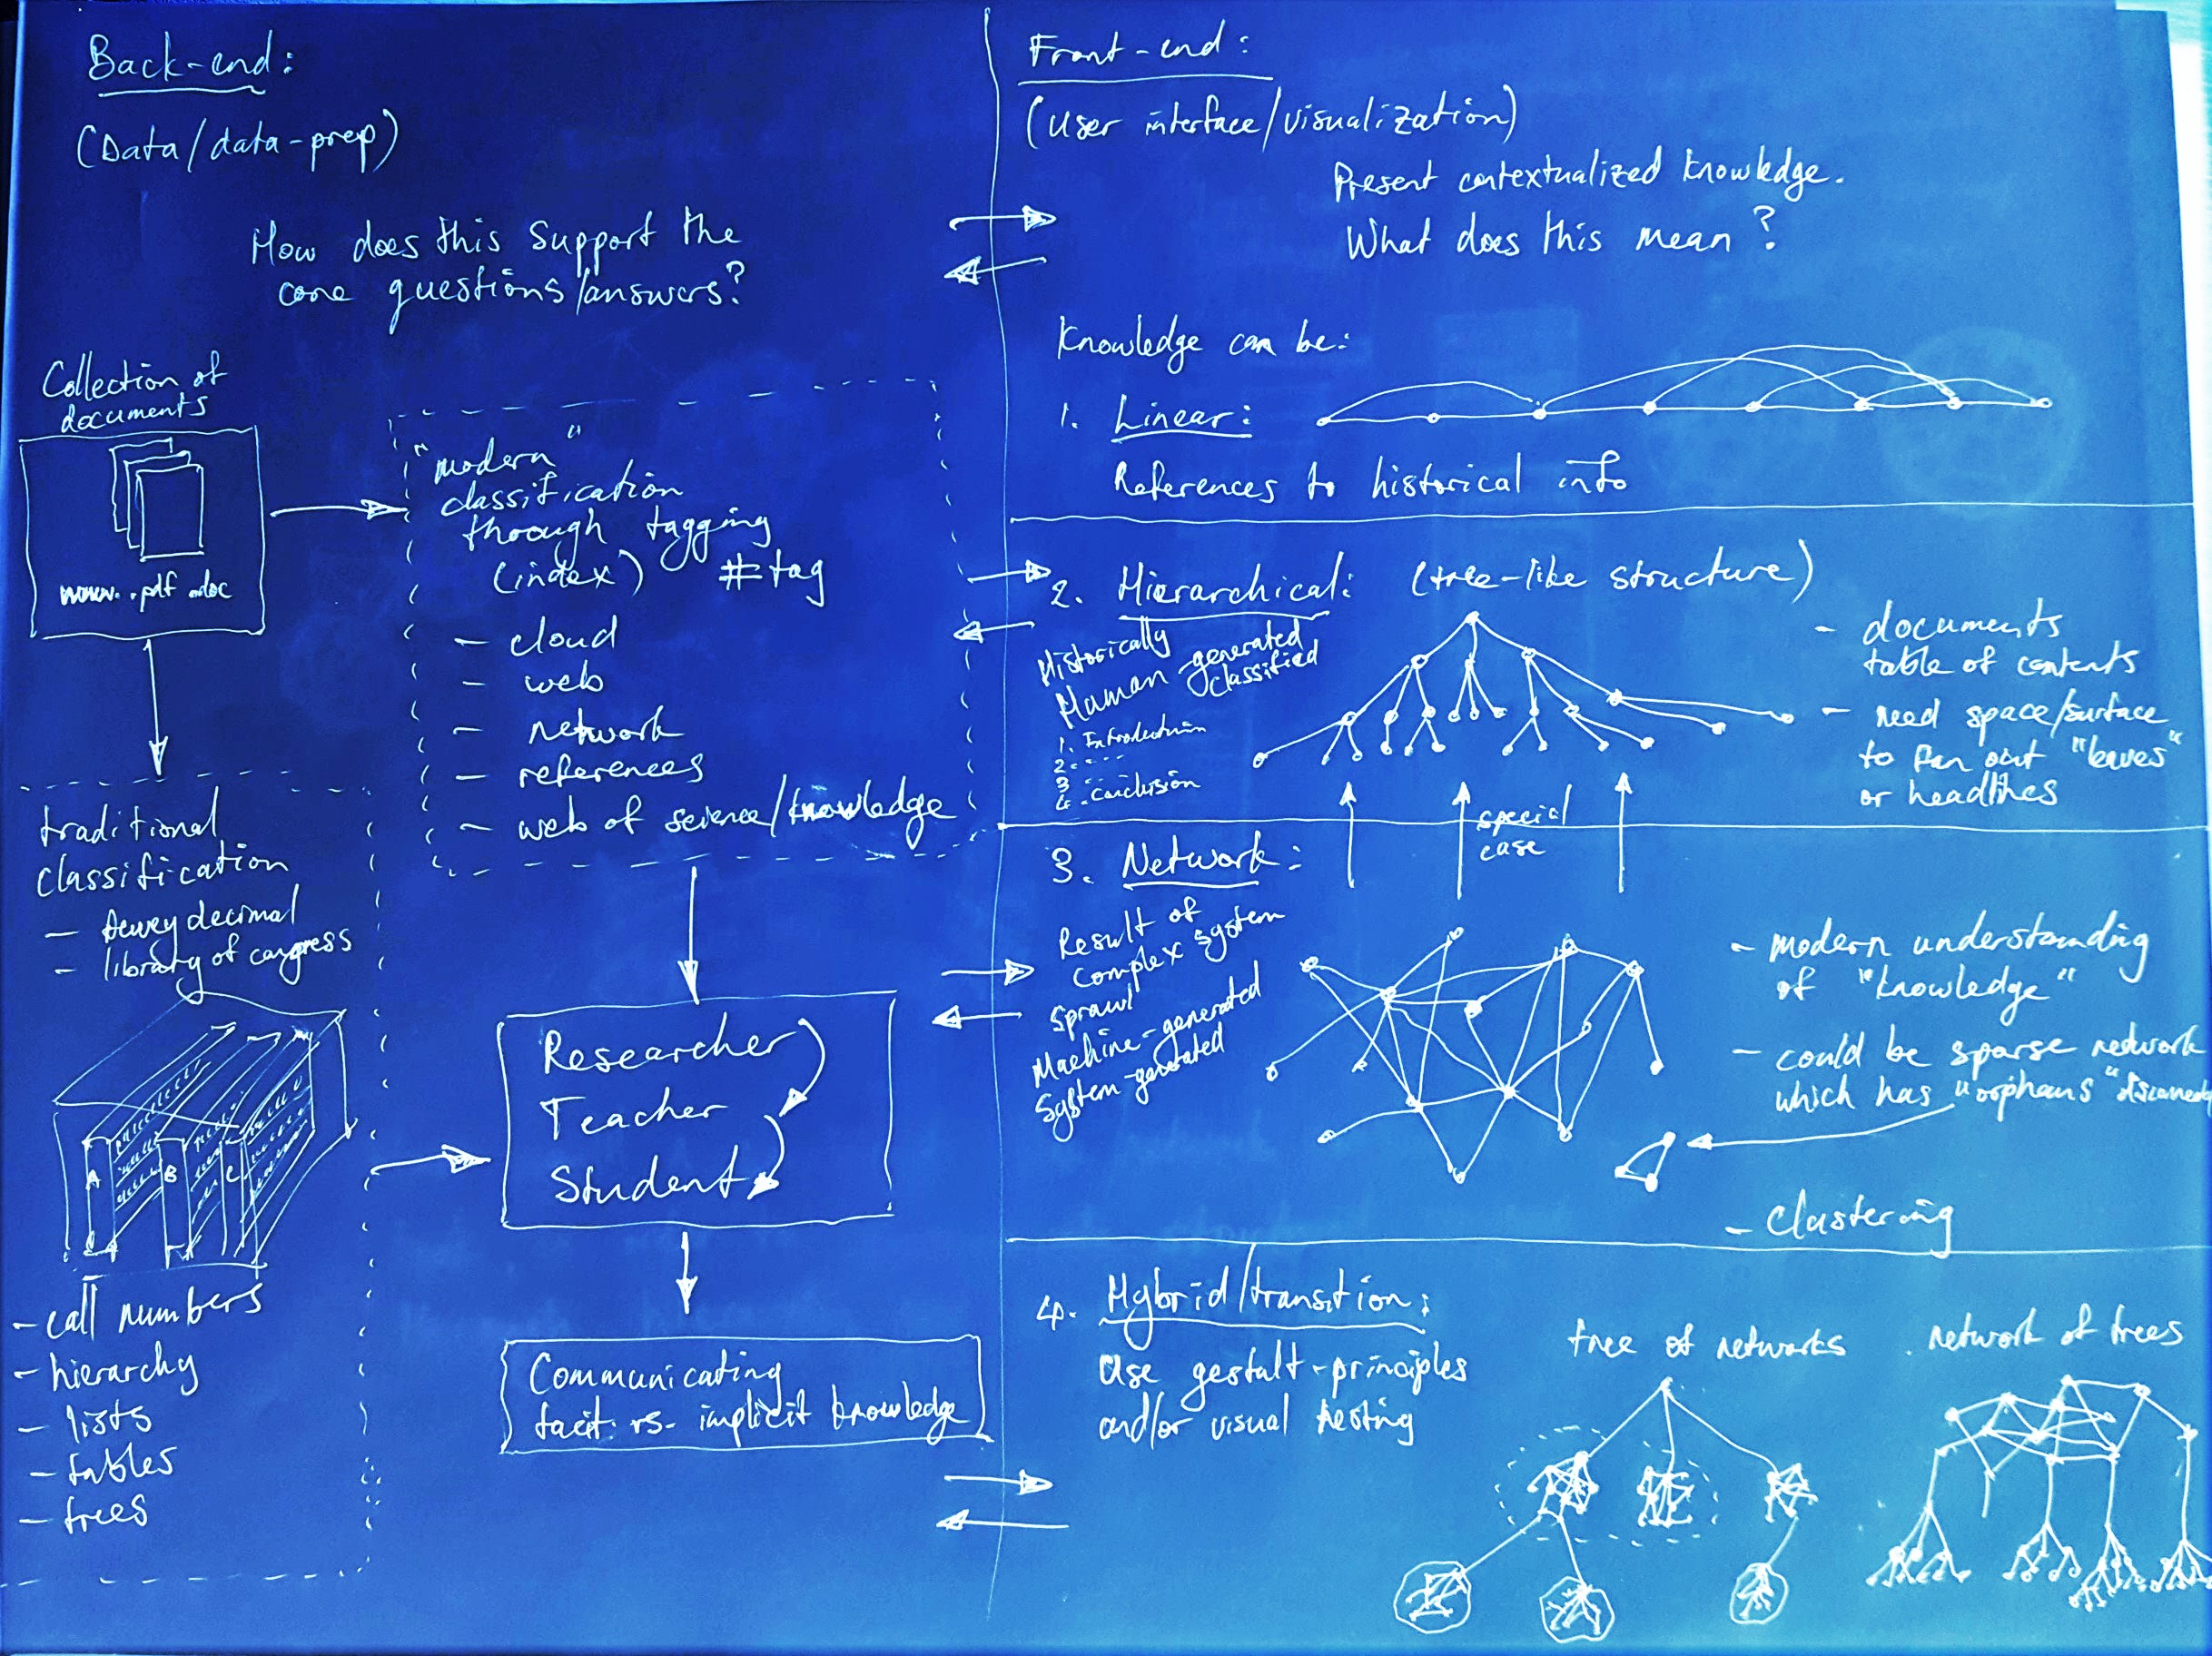 Back-end:
(Data/data-prep)
How does this support the
core questions/answers?
Collection of
documents
www. .pdf .doc
"modern"
classification
through tagging
(index) #tag
- cloud
- web
- network
- references
- web of science/knowledge
traditional
classification
- Dewey decimal
- library of congress
A B C
- call numbers
- hierarchy
- lists
- tables
- trees
Researcher
Teacher
Student
Communicating
tacit vs. implicit knowledge
Front-end:
(User interface/visualization)
Present contextualized knowledge.
What does this mean?
Knowledge can be:
1. Linear:
References to historical info
2. Hierarchical: (tree-like structure)
Historically
Human-generated
classified
1. Introduction
2. ...
3 ...
4. Conclusion
- documents
table of contents
- need space/surface
to fan out "leaves"
or headlines
special
case
3. Network:
Result of
complex system
Sprawl
Machine-generated
System-generated
- modern understanding
of "knowledge"
- could be sparse network
which has "orphans"
- Clustering
4. Hybrid/transition:
Use gestalt-principles
and/or visual nesting
tree of networks
network of trees